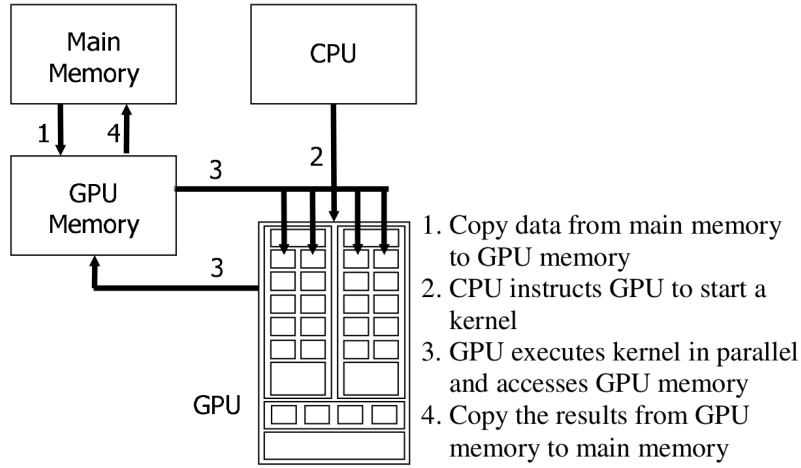 Main
Memory
CPU
1
4
2
GPU
Memory
3
3
GPU
1. Copy data from main memory
to GPU memory
2. CPU instructs GPU to start a
kernel
3. GPU executes kernel in parallel
and accesses GPU memory
4. Copy the results from GPU
memory to main memory